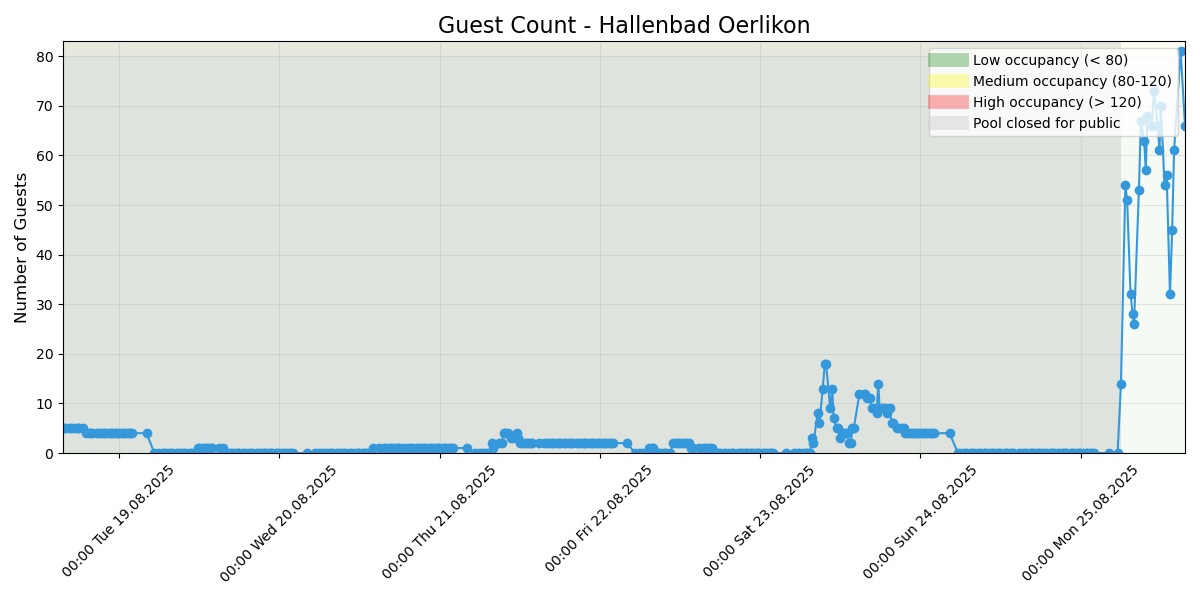 Guest Count - Hallenbad Oerlikon
Low occupancy (< 80)
Medium occupancy (80-120)
High occupancy (> 120)
Pool closed for public
Number of Guests
80
70
60
50
40
30
20
10
0
00:00 Tue 19.08.2025
00:00 Wed 20.08.2025
00:00 Thu 21.08.2025
00:00 Fri 22.08.2025
00:00 Sat 23.08.2025
00:00 Sun 24.08.2025
00:00 Mon 25.08.2025